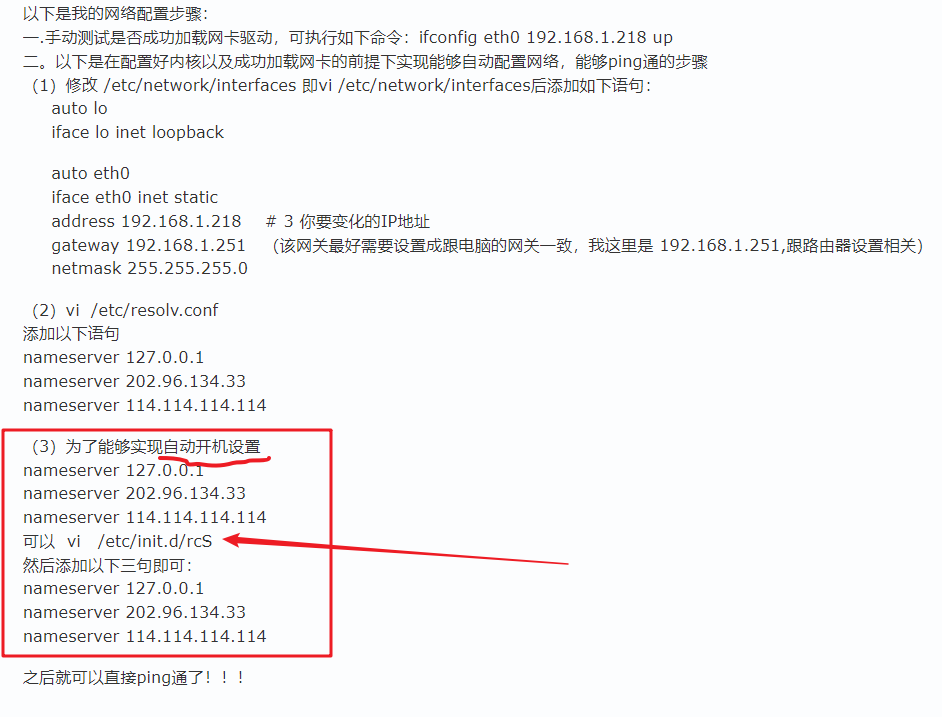 以下是我的网络配置步骤：
一.手动测试是否成功加载网卡驱动，可执行如下命令：ifconfig eth0 192.168.1.218 up
二。以下是在配置好内核以及成功加载网卡的前提下实现能够自动配置网络，能够ping通的步骤
（1）修改 /etc/network/interfaces 即vi /etc/network/interfaces后添加如下语句：
auto lo
iface lo inet loopback
auto eth0
iface eth0 inet static
address 192.168.1.218 # 3 你要变化的IP地址
gateway 192.168.1.251 （该网关最好需要设置成跟电脑的网关一致，我这里是 192.168.1.251,跟路由器设置相关）
netmask 255.255.255.0
（2）vi /etc/resolv.conf
添加以下语句
nameserver 127.0.0.1
nameserver 202.96.134.33
nameserver 114.114.114.114
（3）为了能够实现自动开机设置
nameserver 127.0.0.1
nameserver 202.96.134.33
nameserver 114.114.114.114
可以 vi /etc/init.d/rcS
然后添加以下三句即可：
nameserver 127.0.0.1
nameserver 202.96.134.33
nameserver 114.114.114.114
之后就可以直接ping通了！！！